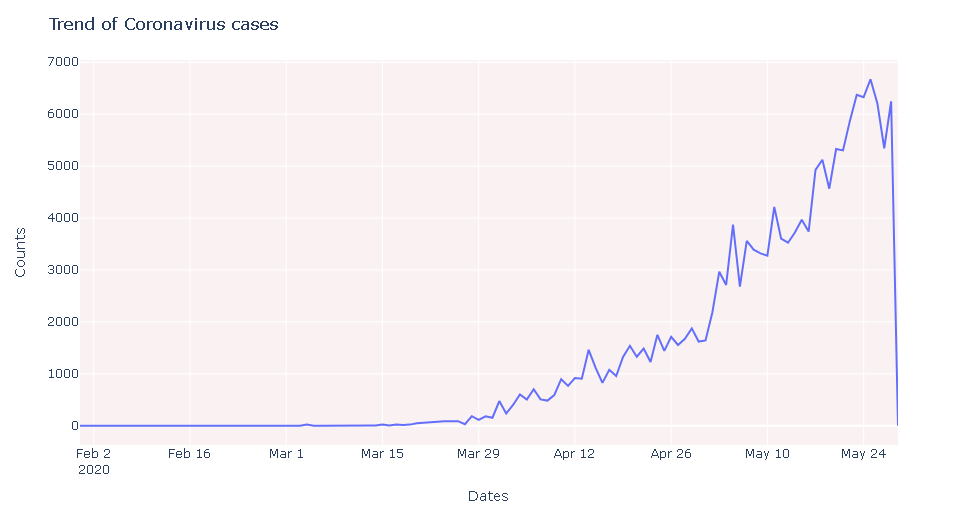 Trend of Coronavirus cases
7000
6000
5000
4000
3000
2000
1000
0
Counts
Feb 2 Feb 16 Mar 1 Mar 15 Mar 29 Apr 12 Apr 26 May 10 May 24
2020
Dates